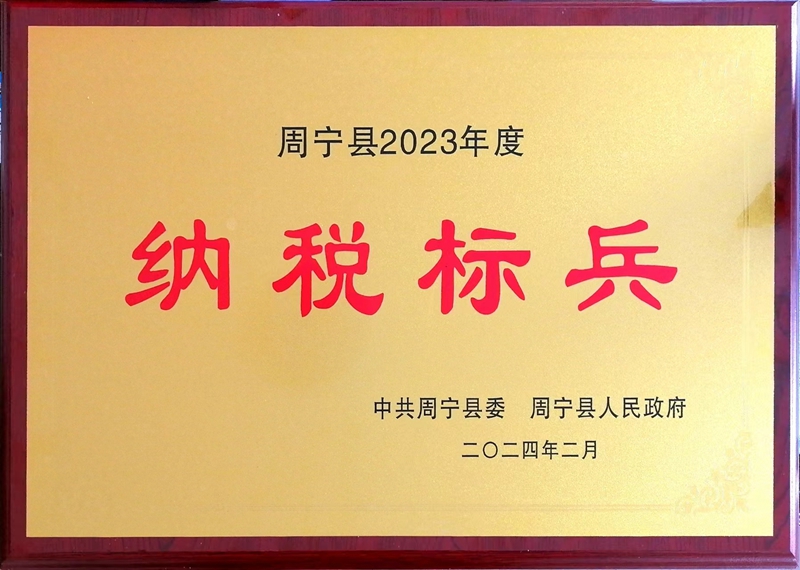 周宁县2023年度
纳税标兵
中共周宁县委 周宁县人民政府
二〇二四年二月